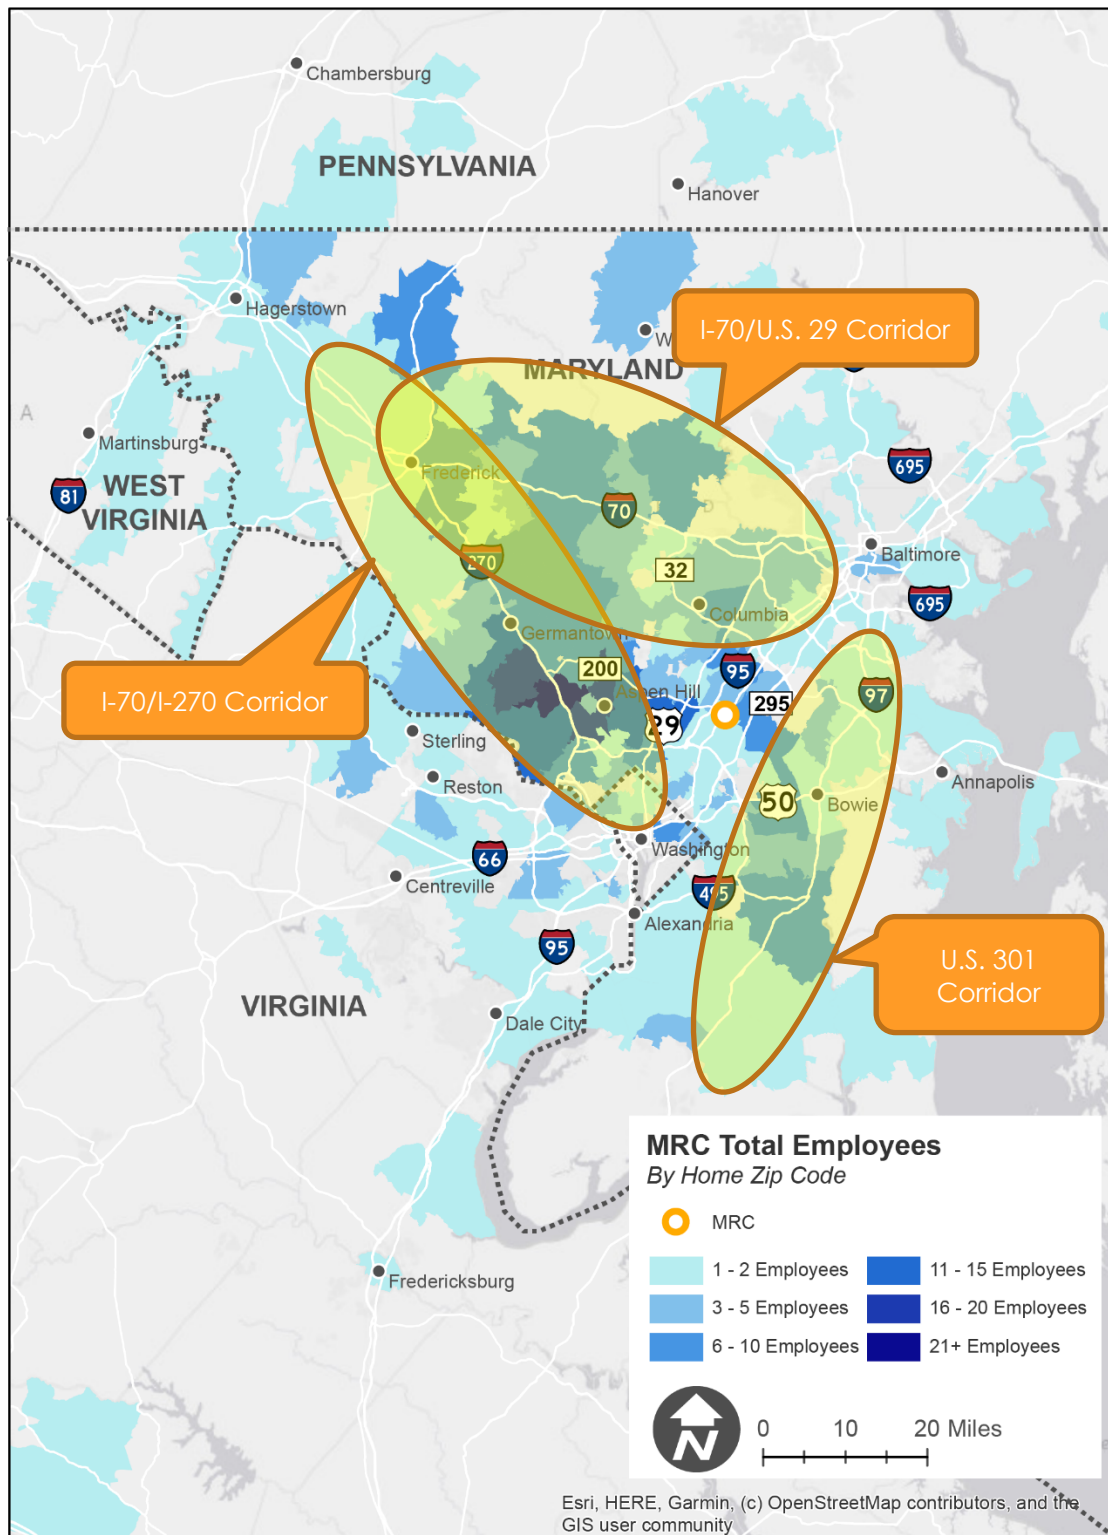 Chambersburg
PENNSYLVANIA
Hanover
Hagerstown
I-70/U.S. 29 Corridor
MARYLAND
Martinsburg
WEST
VIRGINIA
81
Frederick
695
70
Baltimore
270
32
695
Columbia
Germantown
I-70/I-270 Corridor
200
95
Aspen Hill
295
97
29
Sterling
Reston
Annapolis
50
Bowie
Washington
66
Centreville
495
Alexandria
95
U.S. 301
Corridor
VIRGINIA
Dale City
MRC Total Employees
By Home Zip Code
MRC
1 - 2 Employees
11 - 15 Employees
3 - 5 Employees
16 - 20 Employees
6 - 10 Employees
21+ Employees
Fredericksburg
N
0 10 20 Miles
Esri, HERE, Garmin, (c) OpenStreetMap contributors, and the
GIS user community